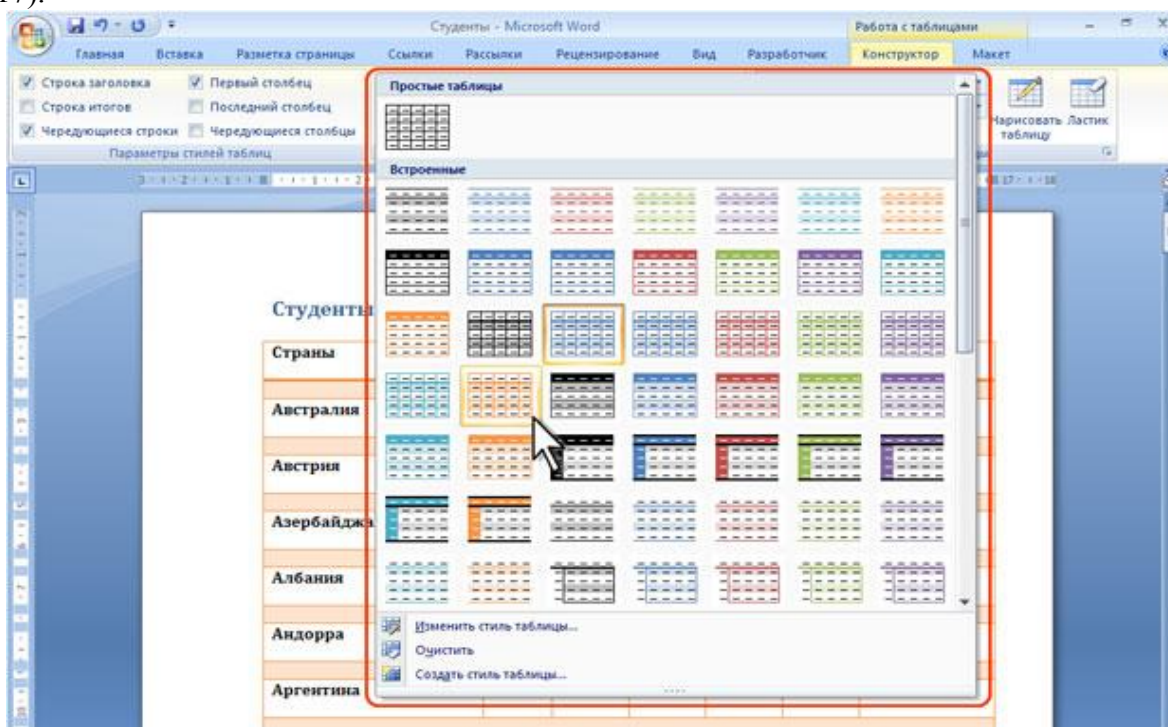 17).
Студенты - Microsoft Word
Работа с таблицами
Главная Вставка Разметка страницы Ссылки Рассылки Рецензирование Вид Разработчик Конструктор Макет
Строка заголовка Первый столбец
Строка итогов Последний столбец
Чередующиеся строки Чередующиеся столбцы
Параметры стилей таблиц
Нарисовать таблицу
Ластик
Простые таблицы
Встроенные
Студенты
Страны
Австралия
Австрия
Азербайджа
Албания
Андорра
Аргентина
Изменить стиль таблицы...
Очистить
Создать стиль таблицы...